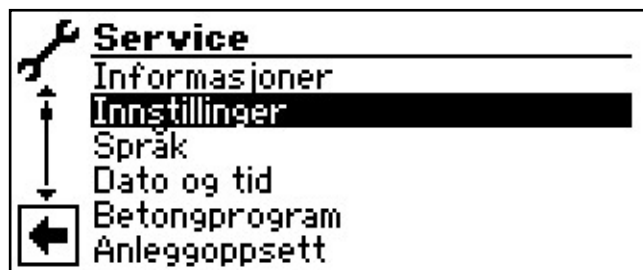 Service
Informasjoner
Innstillinger
Språk
Dato og tid
Betongprogram
Anleggoppsett